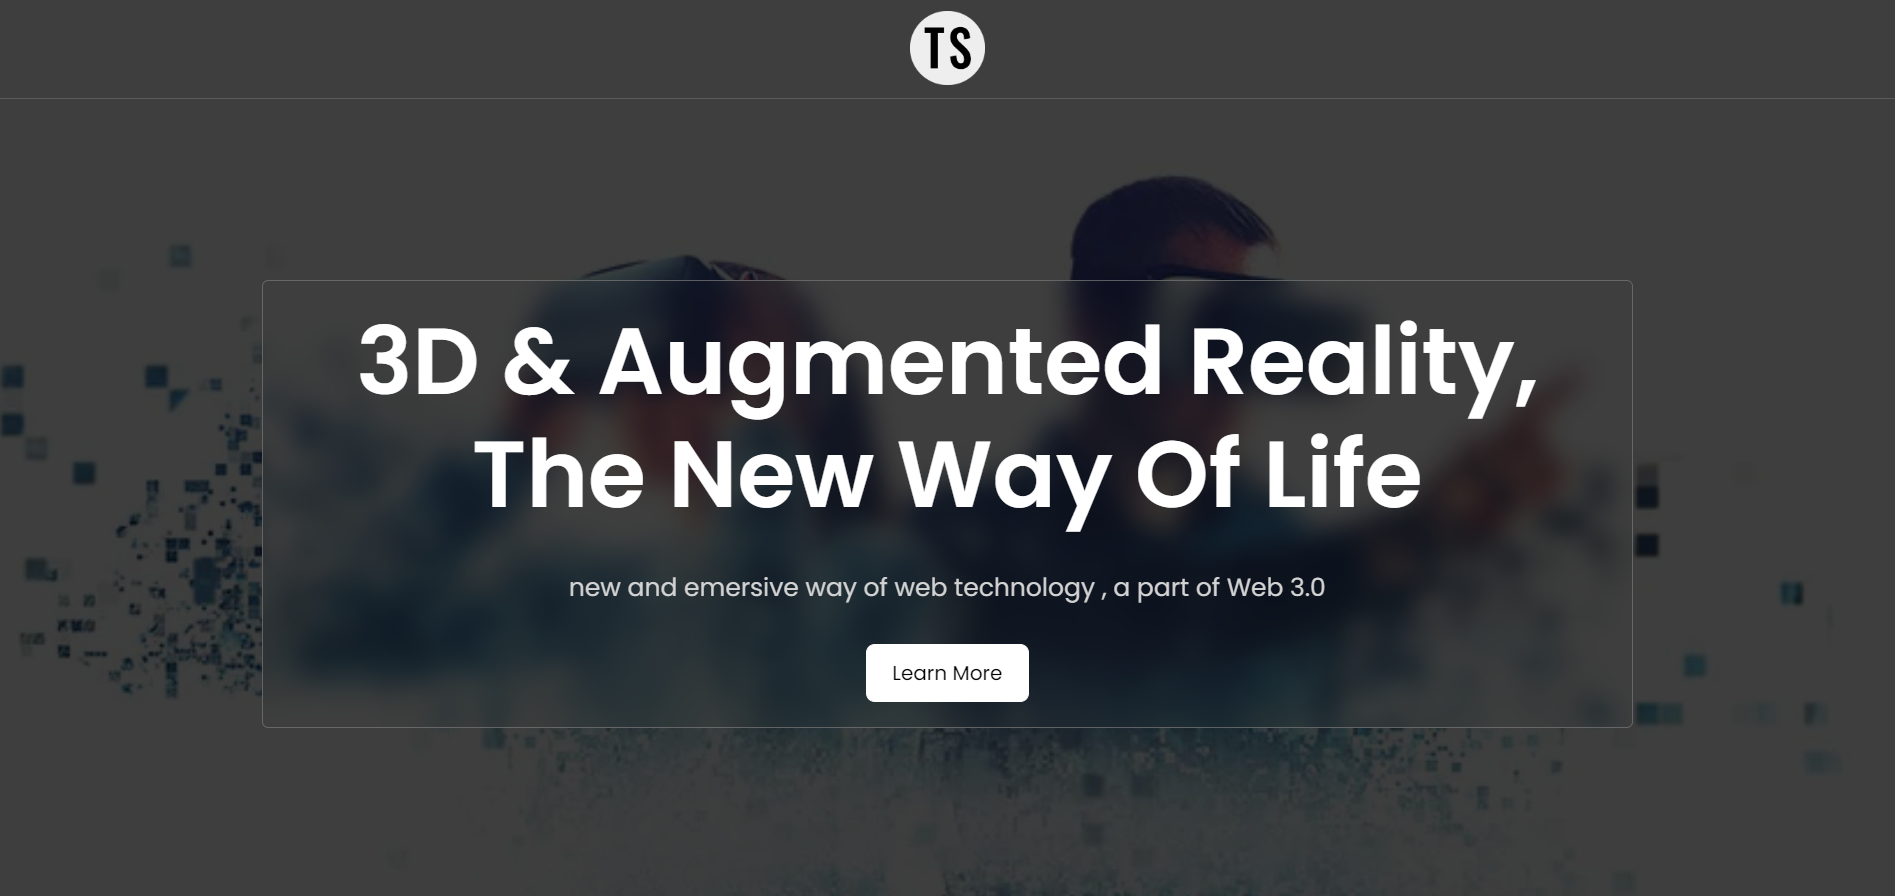 TS
3D & Augmented Reality,
The New Way Of Life
new and emersive way of web technology , a part of Web 3.0
Learn More